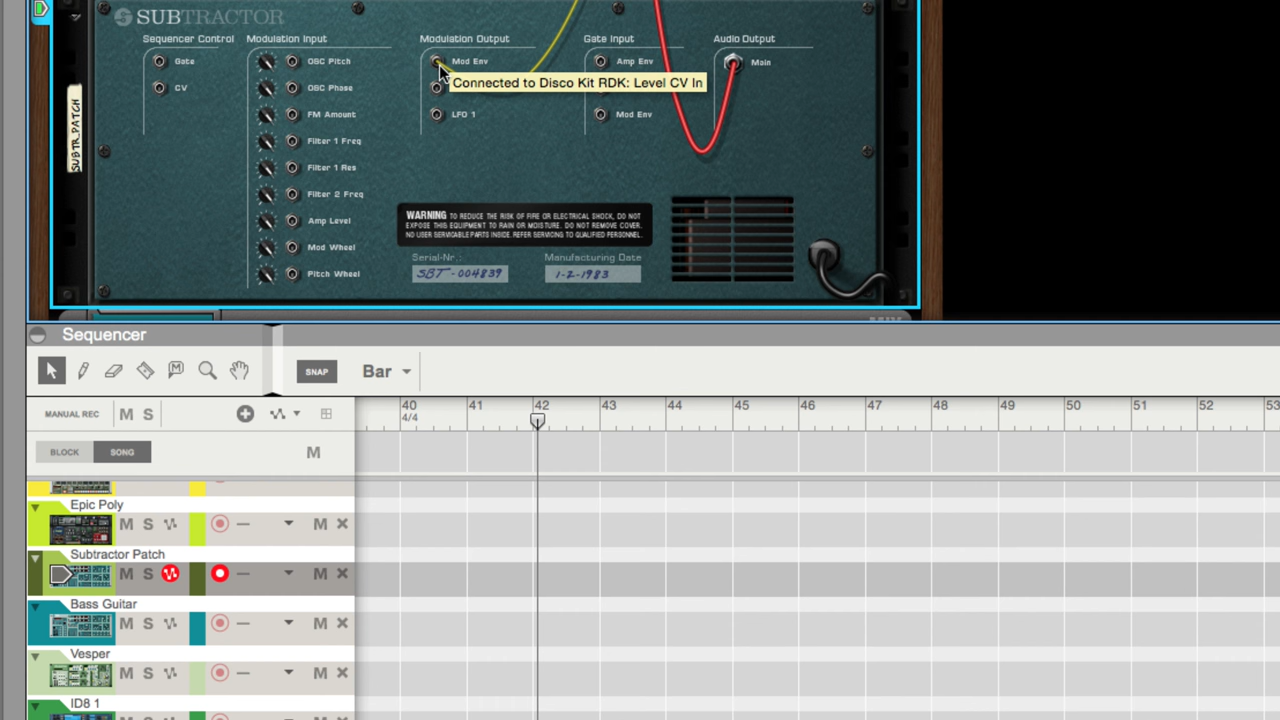 SUBTRACTOR
Sequencer Control
Modulation Input
Modulation Output
Gate Input
Audio Output
Gate
OSC Pitch
Mod Env
Amp Env
Main
Connected to Disco Kit RDK: Level CV In
CV
OSC Phase
FM Amount
LFO 1
Mod Env
Filter 1 Freq
Filter 1 Res
Filter 2 Freq
Amp Level
Mod Wheel
Pitch Wheel
SUBTR.PATCH
WARNING TO REDUCE THE RISK OF FIRE OR ELECTRICAL SHOCK, DO NOT
EXPOSE THIS EQUIPMENT TO RAIN OR MOISTURE. DO NOT REMOVE COVER.
NO USER SERVICABLE PARTS INSIDE. REFER SERVICING TO QUALIFIED PERSONNEL.
Serial-Nr.:
Manufacturing Date
SBT-004839
1-2-1983
Sequencer
M
SNAP
Bar
MANUAL REC
M S
40 41 42 43 44 45 46 47 48 49 50 51 52 53
4/4
BLOCK
SONG
M
Epic Poly
M S M
Subtractor Patch
M S M
Bass Guitar
M S M
Vesper
M S M
ID8 1